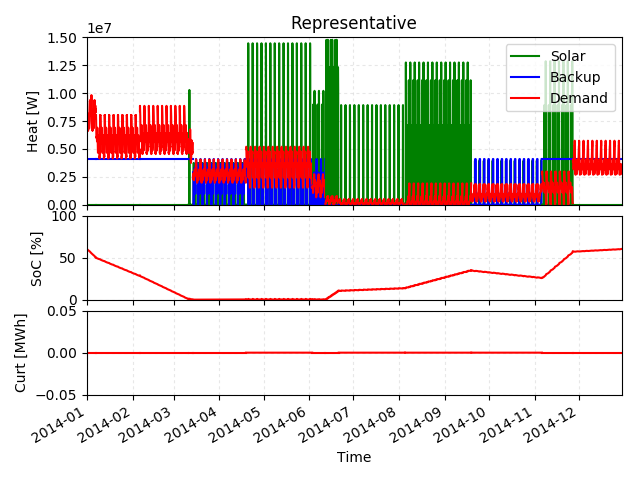 Representative
1e7
1.50
1.25
1.00
0.75
0.50
0.25
0.00
Heat [W]
Solar
Backup
Demand
100
50
0
SoC [%]
0.05
0.00
−0.05
Curt [MWh]
2014-01
2014-02
2014-03
2014-04
2014-05
2014-06
2014-07
2014-08
2014-09
2014-10
2014-11
2014-12
Time